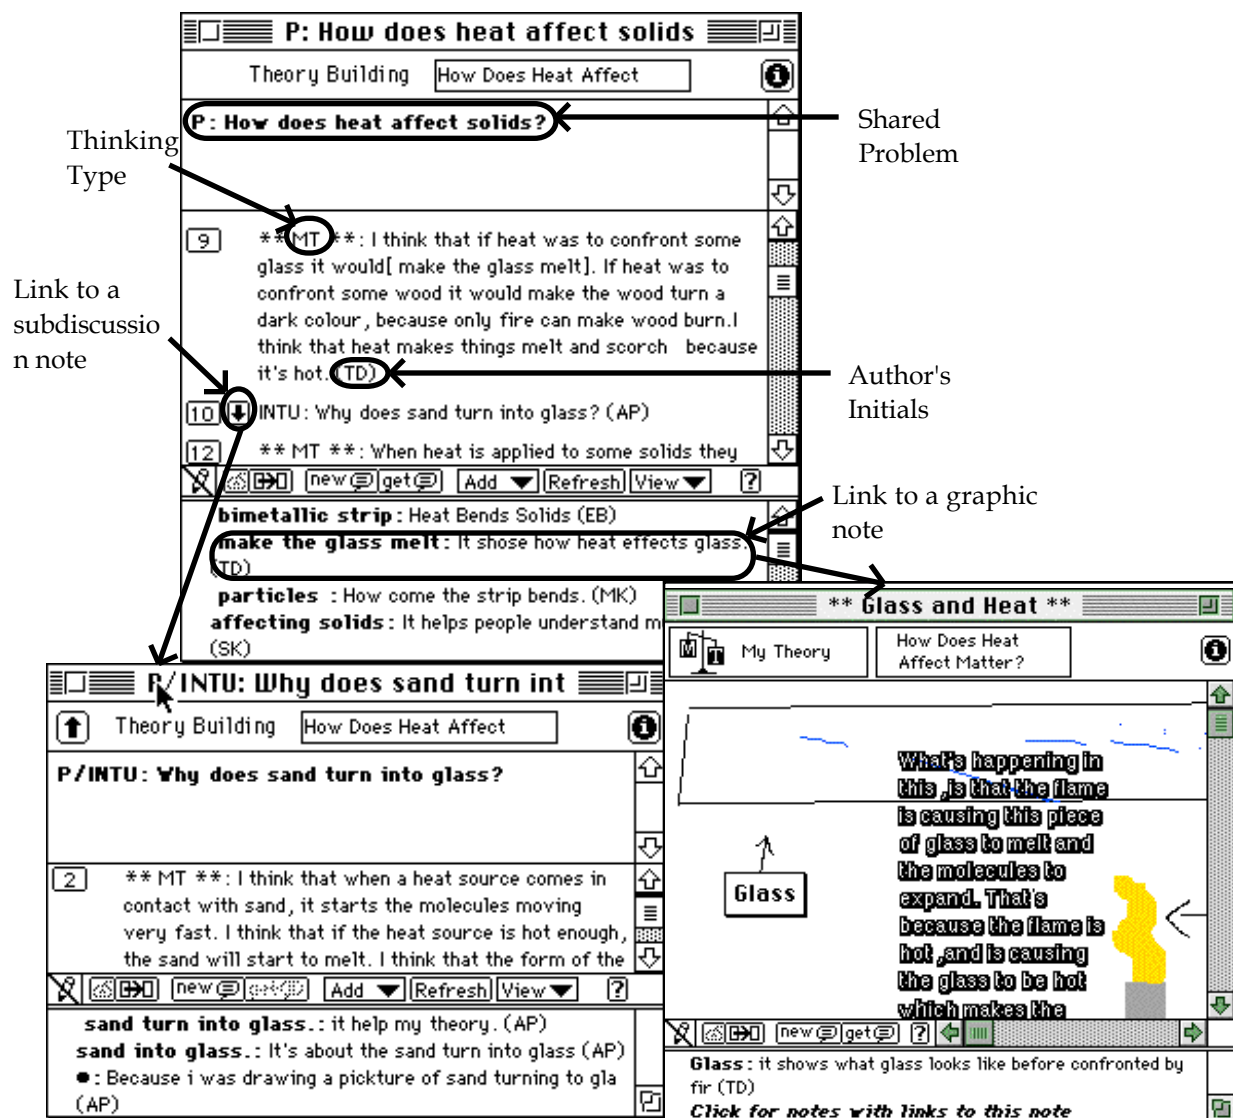 P: How does heat affect solids
Theory Building
How Does Heat Affect
P: How does heat affect solids?
Shared
Problem
Thinking
Type
9
** MT **: I think that if heat was to confront some
glass it would[ make the glass melt]. If heat was to
confront some wood it would make the wood turn a
dark colour, because only fire can make wood burn.I
think that heat makes things melt and scorch because
it's hot. (TD)
Link to a
subdiscussio
n note
Author's
Initials
10
INTU: Why does sand turn into glass? (AP)
12
** MT **: When heat is applied to some solids they
new
get
Add
Refresh
View
?
Link to a graphic
note
bimetallic strip: Heat Bends Solids (EB)
make the glass melt: It shose how heat effects glass.
(TD)
particles : How come the strip bends. (MK)
affecting solids: It helps people understand m
(SK)
P/INTU: Why does sand turn int
Theory Building
How Does Heat Affect
P/INTU: Why does sand turn into glass?
2
** MT **: I think that when a heat source comes in
contact with sand, it starts the molecules moving
very fast. I think that if the heat source is hot enough,
the sand will start to melt. I think that the form of the
new
get
Add
Refresh
View
?
sand turn into glass.: it help my theory. (AP)
sand into glass.: It's about the sand turn into glass (AP)
●: Because i was drawing a pickture of sand turning to gla
(AP)
** Glass and Heat **
M
T
My Theory
How Does Heat
Affect Matter?
What's happening in
this ,is that the flame
is causing this piece
of glass to melt and
the molecules to
expand. That's
because the flame is
hot ,and is causing
the glass to be hot
which makes the
Glass
new
get
?
Glass: it shows what glass looks like before confronted by
fir (TD)
Click for notes with links to this note